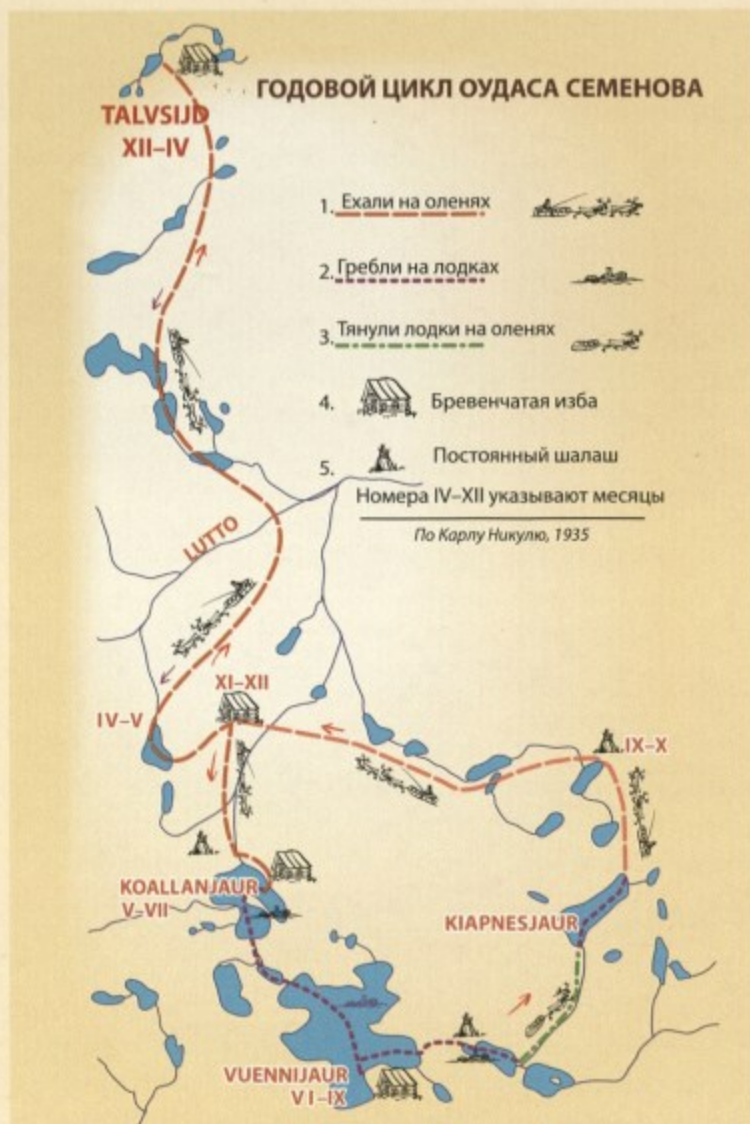 ГОДОВОЙ ЦИКЛ ОУДАСА СЕМЕНОВА
TALVSIJD
XII–IV
1. Ехали на оленях
2. Гребли на лодках
3. Тянули лодки на оленях
4. Бревенчатая изба
5. Постоянный шалаш
Номера IV–XII указывают месяцы
По Карлу Никулю, 1935
LUTTO
XI–XII
IV–V
IX–X
KOALLANJAUR
V–VII
KIAPNESJAUR
VUENNIJAUR
VI–IX